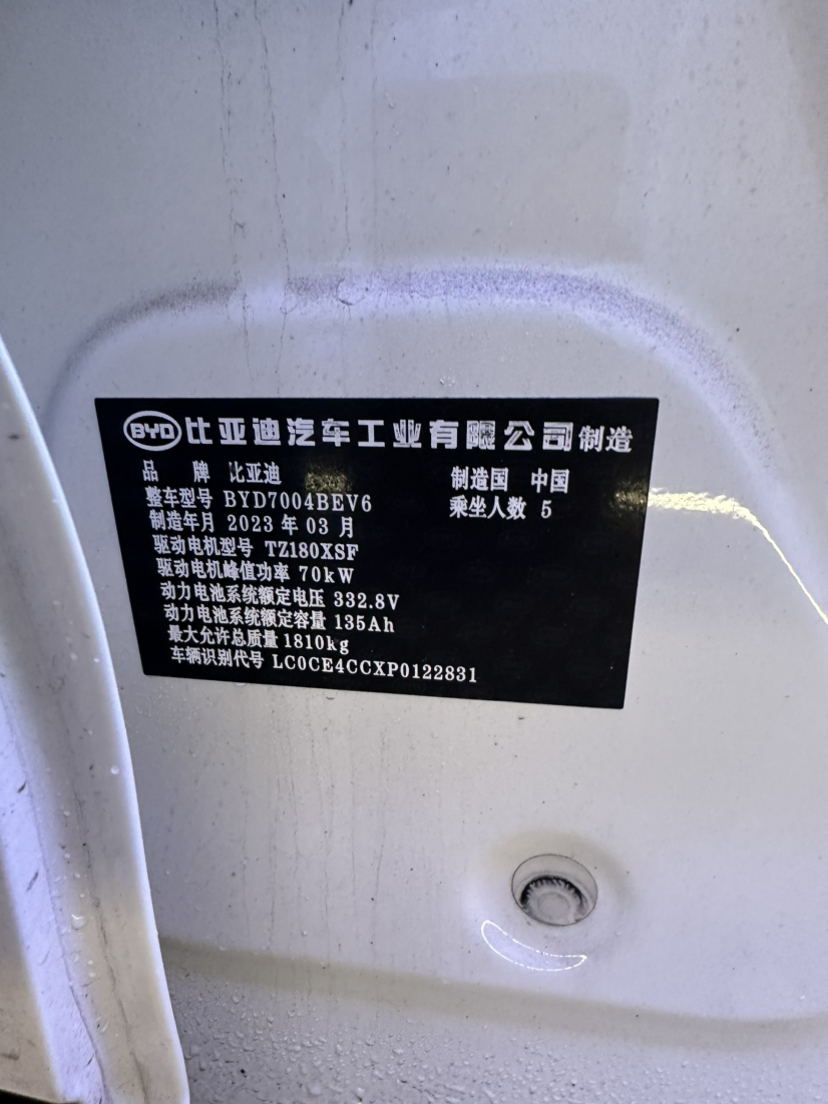 BYD 比亚迪汽车工业有限公司制造
品 牌 比亚迪 制造国 中国
整车型号 BYD7004BEV6 乘坐人数 5
制造年月 2023 年 03 月
驱动电机型号 TZ180XSF
驱动电机峰值功率 70kW
动力电池系统额定电压 332.8V
动力电池系统额定容量 135Ah
最大允许总质量 1810kg
车辆识别代号 LC0CE4CCXP0122831